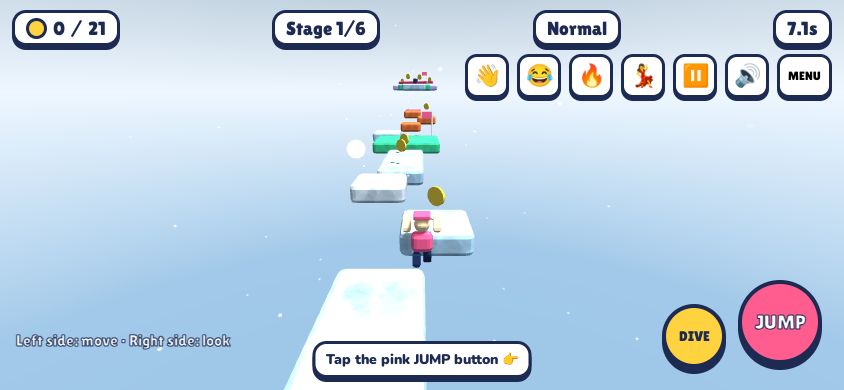 0 / 21
Stage 1/6
Normal
7.1s
MENU
Left side: move · Right side: look
DIVE
JUMP
Tap the pink JUMP button 👉